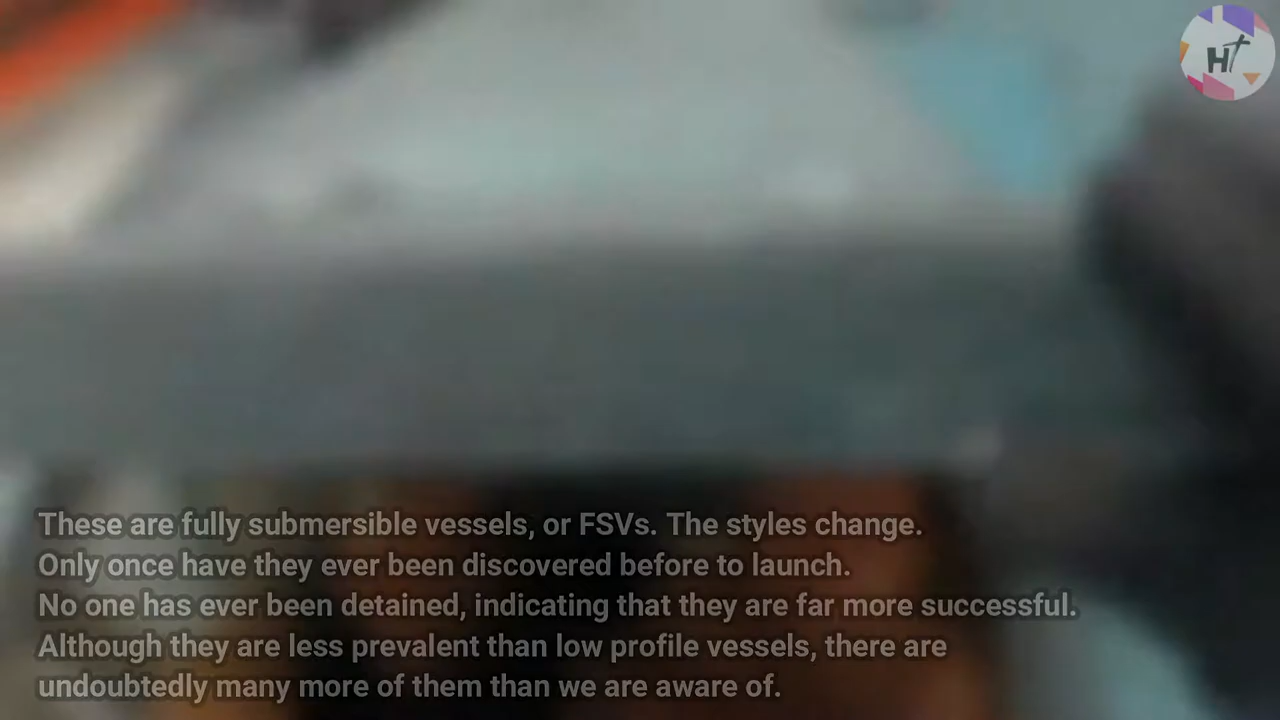 HT
These are fully submersible vessels, or FSVs. The styles change.
Only once have they ever been discovered before to launch.
No one has ever been detained, indicating that they are far more successful.
Although they are less prevalent than low profile vessels, there are
undoubtedly many more of them than we are aware of.